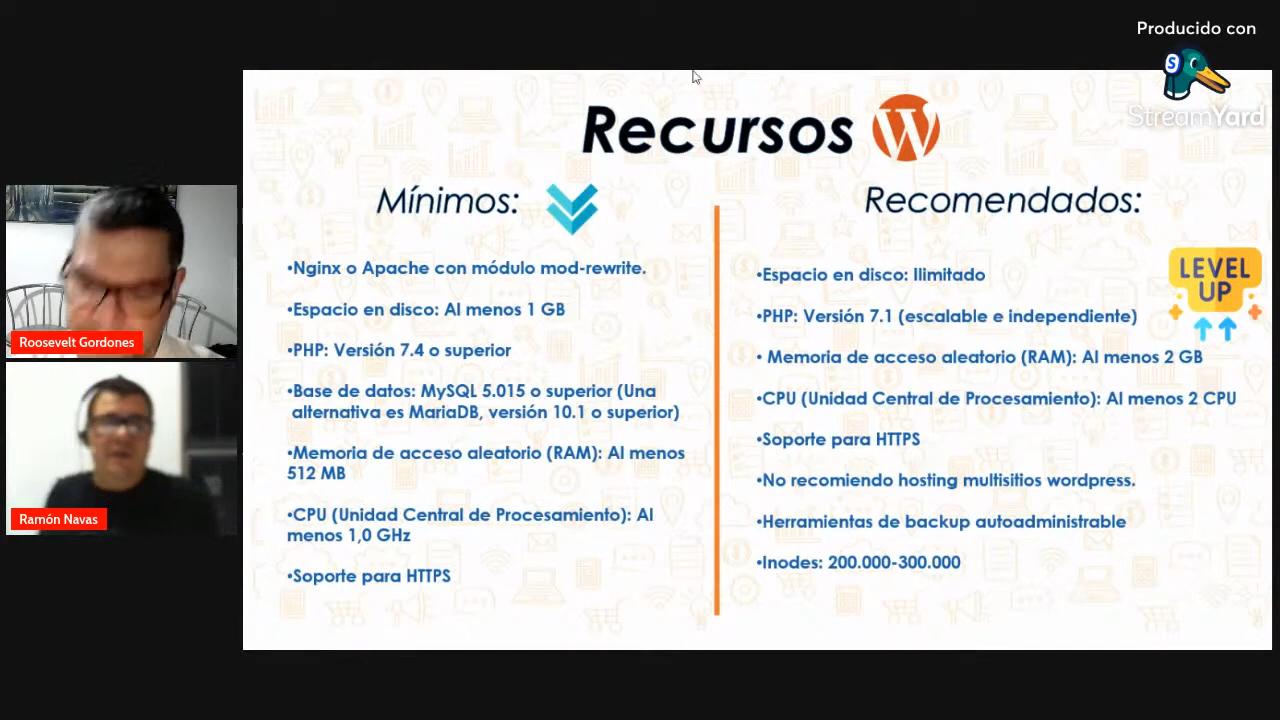 Producido con
StreamYard
Recursos
Mínimos:
•Nginx o Apache con módulo mod-rewrite.
•Espacio en disco: Al menos 1 GB
•PHP: Versión 7.4 o superior
•Base de datos: MySQL 5.015 o superior (Una
alternativa es MariaDB, versión 10.1 o superior)
•Memoria de acceso aleatorio (RAM): Al menos
512 MB
•CPU (Unidad Central de Procesamiento): Al
menos 1,0 GHz
•Soporte para HTTPS
Recomendados:
•Espacio en disco: Ilimitado
•PHP: Versión 7.1 (escalable e independiente)
• Memoria de acceso aleatorio (RAM): Al menos 2 GB
•CPU (Unidad Central de Procesamiento): Al menos 2 CPU
•Soporte para HTTPS
•No recomiendo hosting multisitios wordpress.
•Herramientas de backup autoadministrable
•Inodes: 200.000-300.000
LEVEL
UP
Roosevelt Gordones
Ramón Navas